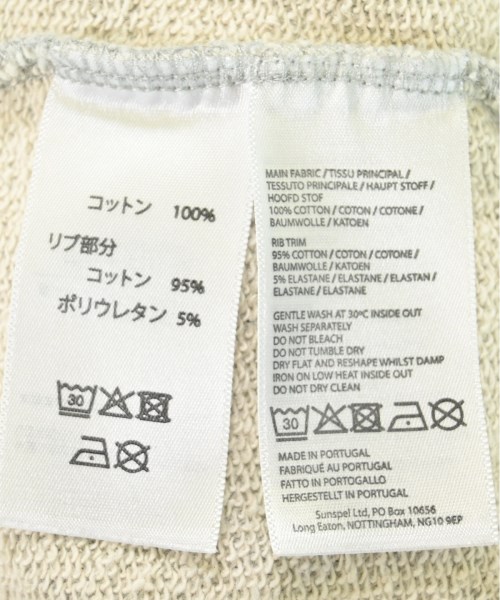 コットン 100%
リブ部分
コットン 95%
ポリウレタン 5%
30
MAIN FABRIC / TISSU PRINCIPAL /
TESSUTO PRINCIPALE / HAUPT STOFF /
HOOFD STOF
100% COTTON / COTON / COTONE /
BAUMWOLLE / KATOEN
RIB TRIM
95% COTTON / COTON / COTONE /
BAUMWOLLE / KATOEN
5% ELASTANE / ELASTANE / ELASTAN /
ELASTANE / ELASTANE
GENTLE WASH AT 30ºC INSIDE OUT
WASH SEPARATELY
DO NOT BLEACH
DO NOT TUMBLE DRY
DRY FLAT AND RESHAPE WHILST DAMP
IRON ON LOW HEAT INSIDE OUT
DO NOT DRY CLEAN
30
MADE IN PORTUGAL
FABRIQUÉ AU PORTUGAL
FATTO IN PORTOGALLO
HERGESTELLT IN PORTUGAL
Sunspel Ltd, PO Box 10656
Long Eaton, NOTTINGHAM, NG10 9EP